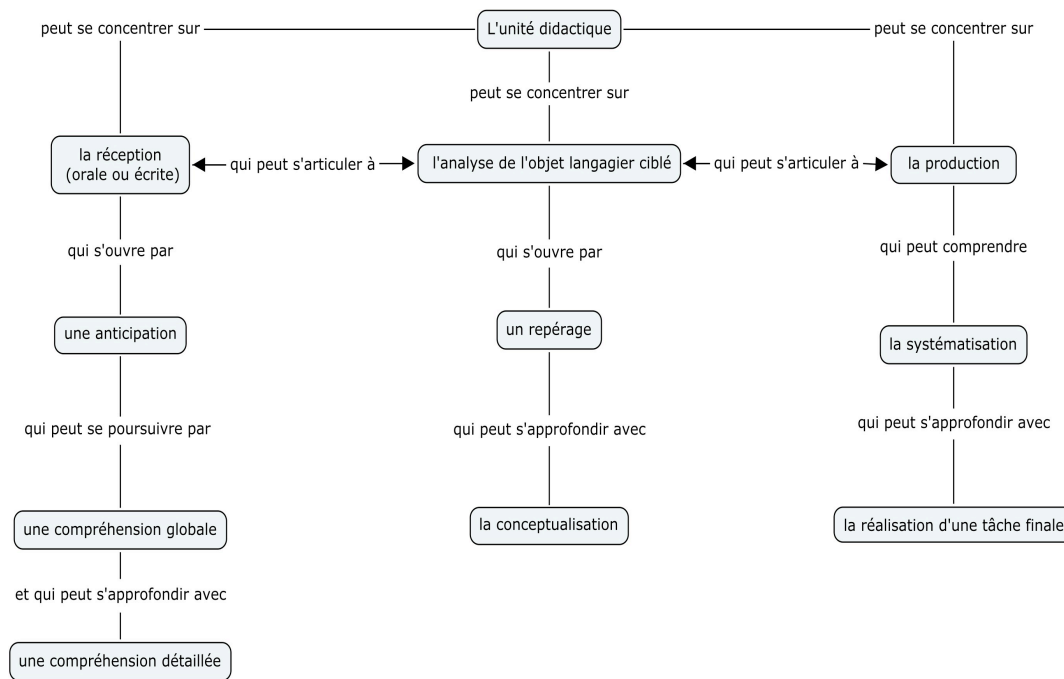 peut se concentrer sur
L'unité didactique
peut se concentrer sur
peut se concentrer sur
la réception
(orale ou écrite)
qui peut s'articuler à
l'analyse de l'objet langagier ciblé
qui peut s'articuler à
la production
qui s'ouvre par
qui s'ouvre par
qui peut comprendre
une anticipation
un repérage
la systématisation
qui peut se poursuivre par
qui peut s'approfondir avec
qui peut s'approfondir avec
une compréhension globale
la conceptualisation
la réalisation d'une tâche finale
et qui peut s'approfondir avec
une compréhension détaillée